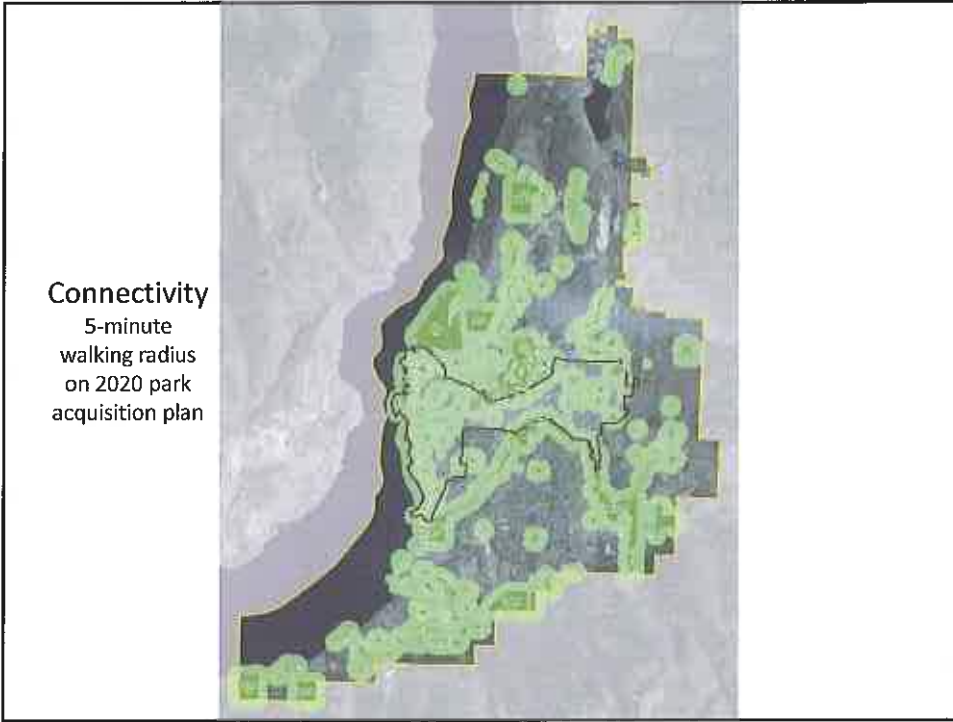 Connectivity
5-minute
walking radius
on 2020 park
acquisition plan